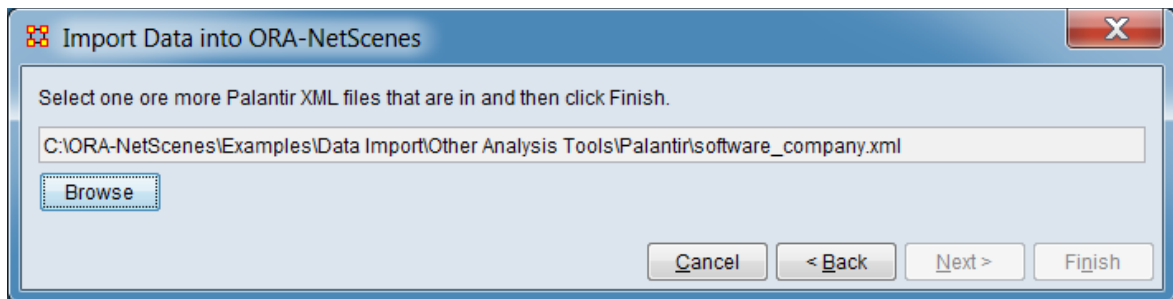 Import Data into ORA-NetScenes
X
Select one ore more Palantir XML files that are in and then click Finish.
C:\ORA-NetScenes\Examples\Data Import\Other Analysis Tools\Palantir\software_company.xml
Browse
Cancel < Back Next > Finish